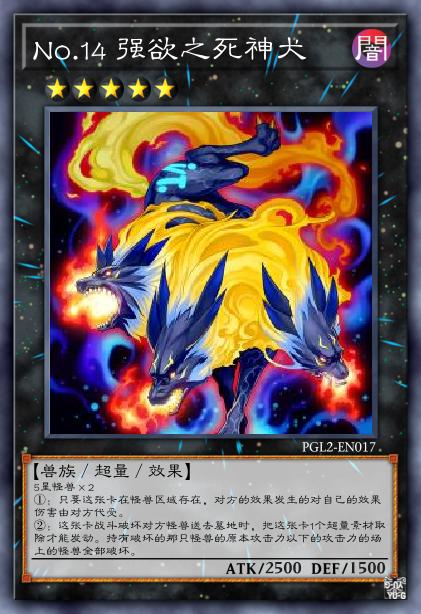 No.14 强欲之死神犬
闇
PGL2-EN017
【兽族 / 超量 / 效果】
5星怪兽×2
①：只要这张卡在怪兽区域存在，对方的效果发生的对自己的效果
伤害由对方代受。
②：这张卡战斗破坏对方怪兽送去墓地时，把这张卡1个超量素材取
除才能发动。持有破坏的那只怪兽的原本攻击力以下的攻击力的场
上的怪兽全部破坏。
ATK/2500 DEF/1500